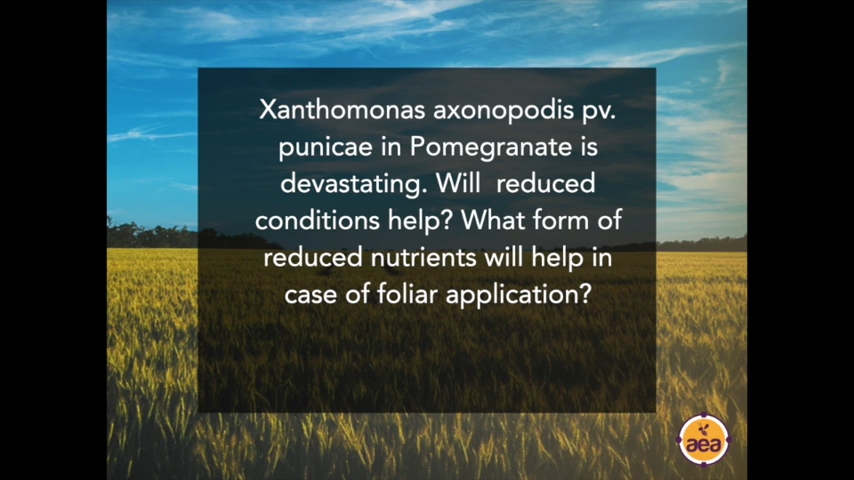 Xanthomonas axonopodis pv.
punicae in Pomegranate is
devastating. Will reduced
conditions help? What form of
reduced nutrients will help in
case of foliar application?
aea